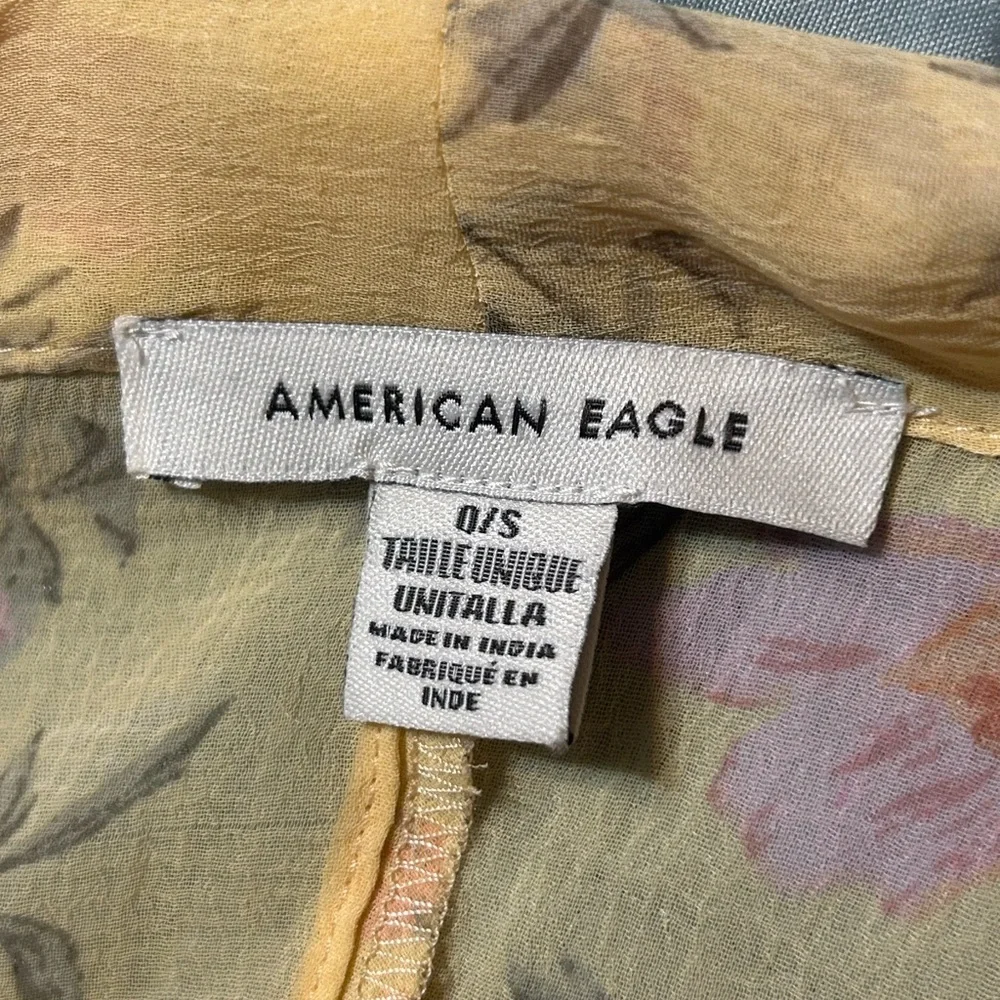 AMERICAN EAGLE
O/S
TAILLE UNIQUE
UNITALLA
MADE IN INDIA
FABRIQUÉ EN
INDE